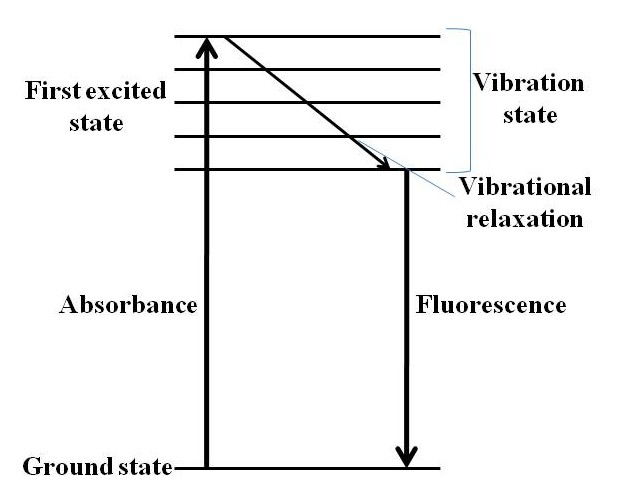 First excited
state
Vibration
state
Vibrational
relaxation
Absorbance
Fluorescence
Ground state